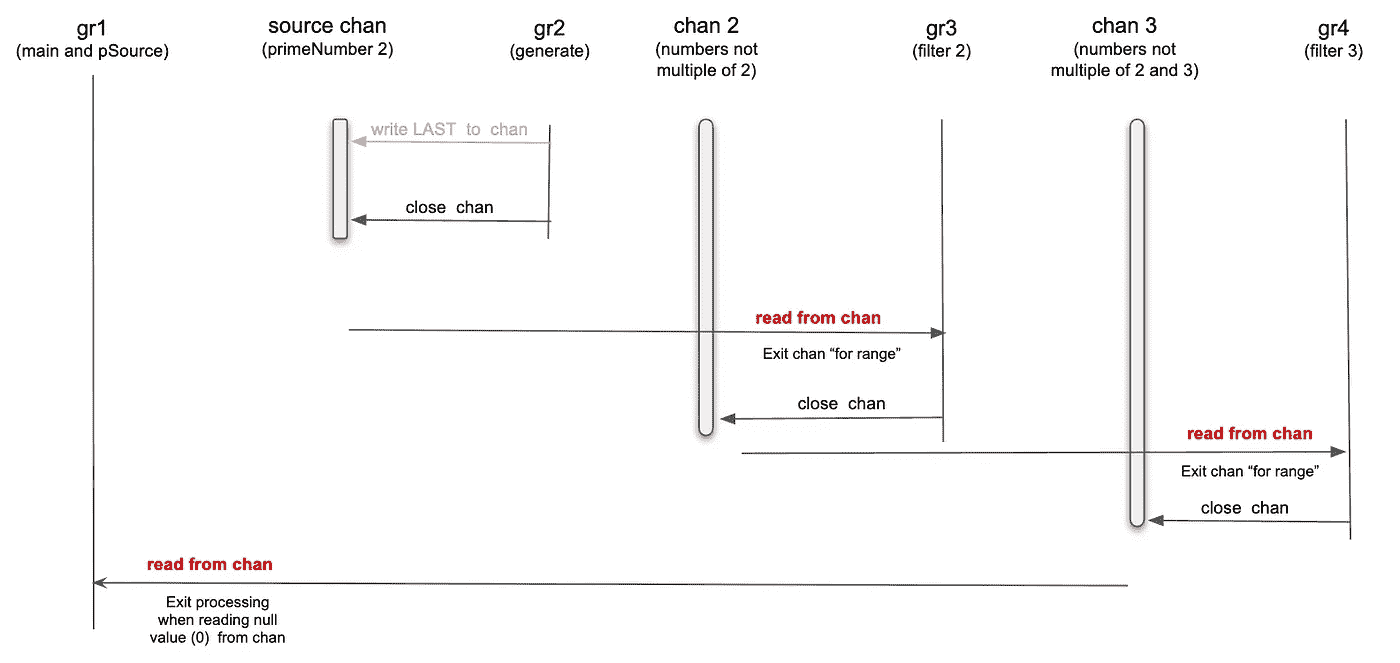 gr1
(main and pSource)
source chan
(primeNumber 2)
gr2
(generate)
chan 2
(numbers not
multiple of 2)
gr3
(filter 2)
chan 3
(numbers not
multiple of 2 and 3)
gr4
(filter 3)
write LAST to chan
close chan
read from chan
Exit chan “for range”
close chan
read from chan
Exit chan “for range”
close chan
read from chan
Exit processing
when reading null
value (0) from chan